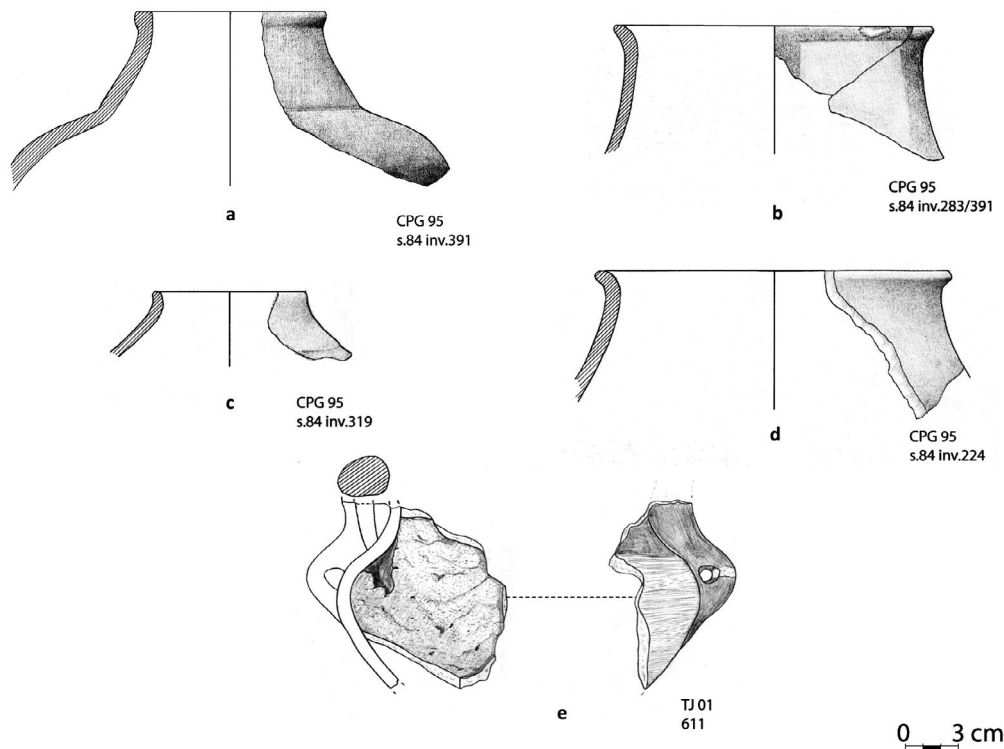 a
CPG 95
s.84 inv.391
b
CPG 95
s.84 inv.283/391
c
CPG 95
s.84 inv.319
d
CPG 95
s.84 inv.224
e
TJ 01
611
0 3 cm